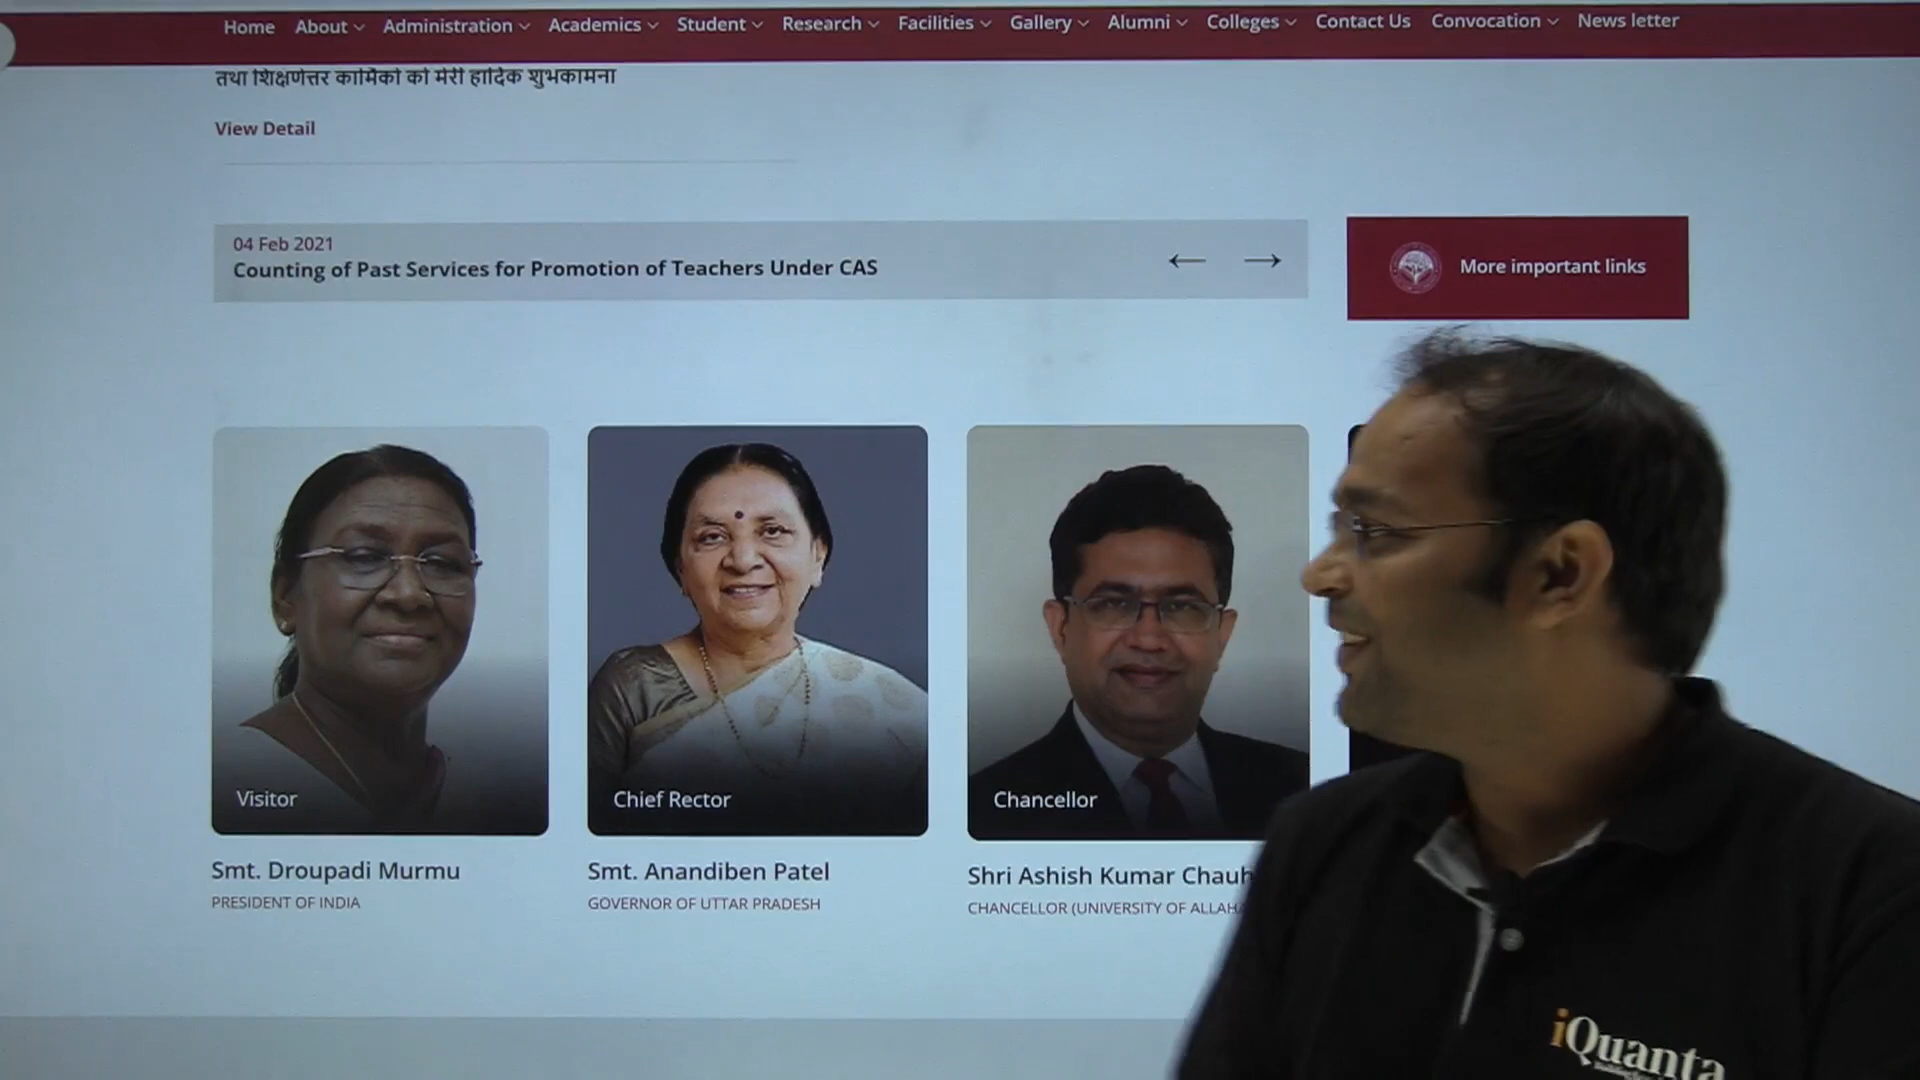 Home About Administration Academics Student Research Facilities Gallery Alumni Colleges Contact Us Convocation News letter
तथा शिक्षणेत्तर कार्मिकों को मेरी हार्दिक शुभकामना
View Detail
04 Feb 2021
Counting of Past Services for Promotion of Teachers Under CAS
More important links
Visitor
Chief Rector
Chancellor
Smt. Droupadi Murmu
Smt. Anandiben Patel
Shri Ashish Kumar Chauh
PRESIDENT OF INDIA
GOVERNOR OF UTTAR PRADESH
CHANCELLOR (UNIVERSITY OF ALLAHA
iQuanta